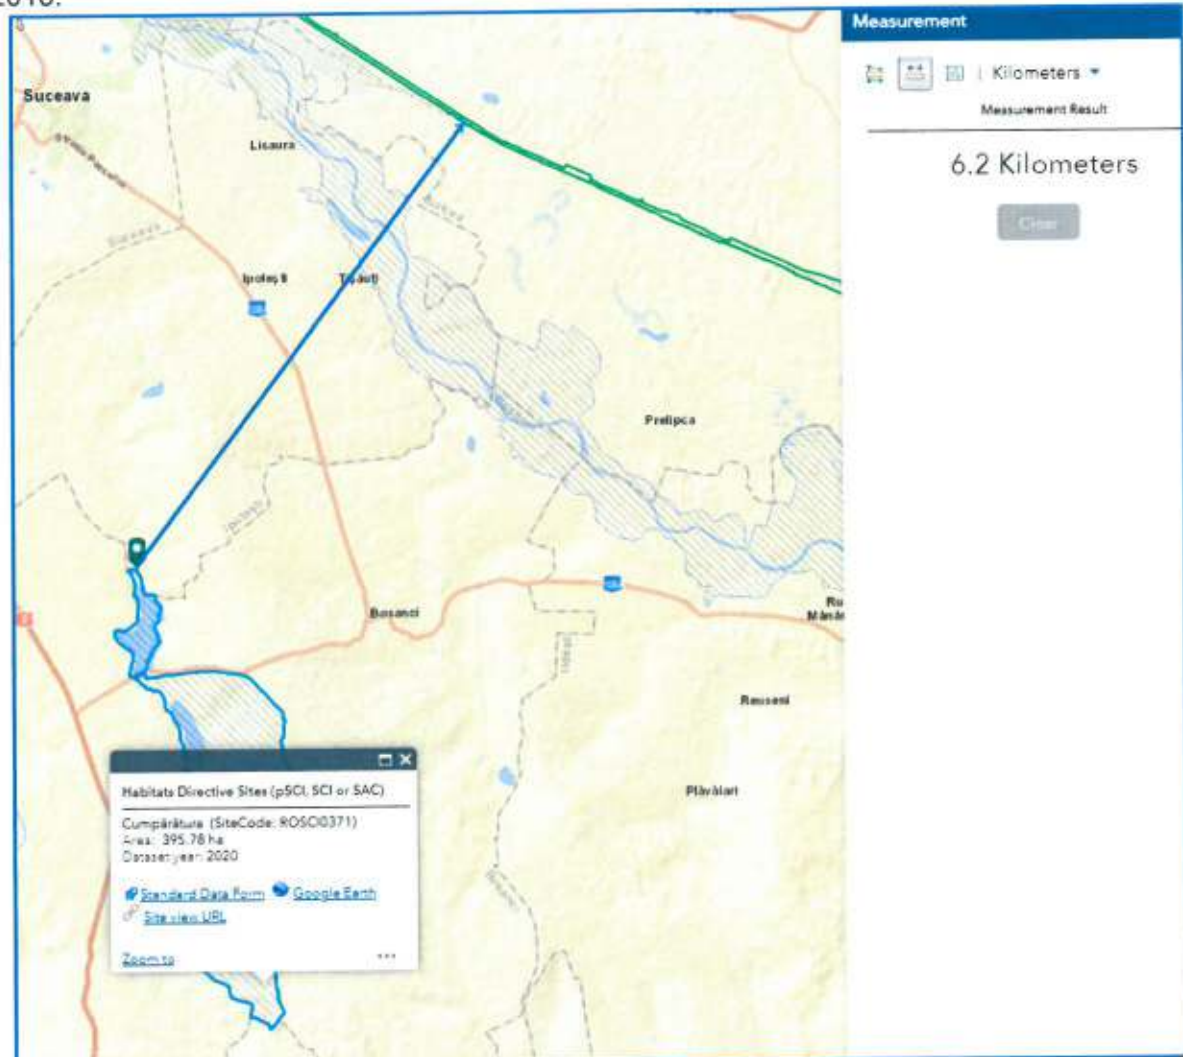 Measurement
Kilometers
Measurement Result
6.2 Kilometers
Clear
Suceava
Lisaura
Prelipca
Bosanci
Reuseni
Plăvălari
Habitats Directive Sites (pSCI, SCI or SAC)
Cumpărătura (SiteCode: ROSCI0371)
Area: 395.78 ha
Dataset year: 2020
Standard Data Form Google Earth
Site view URL
Zoom to